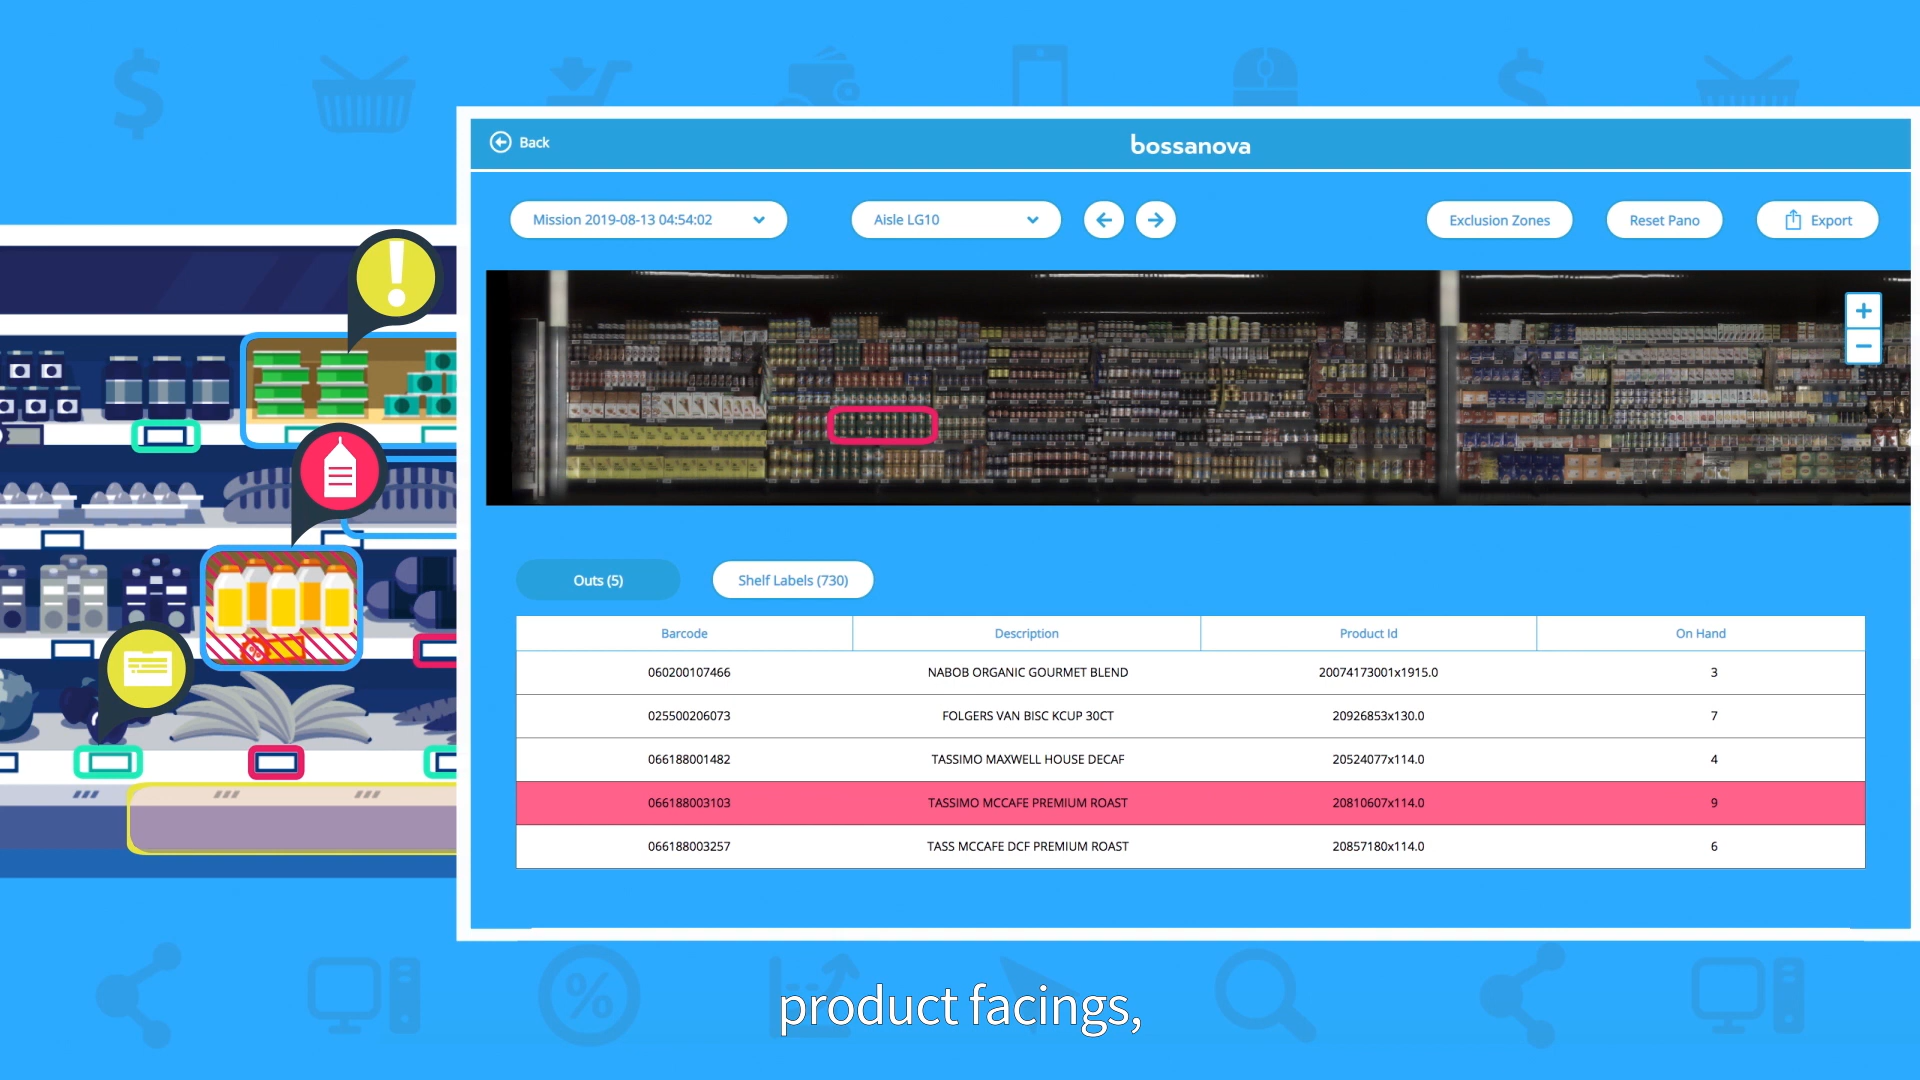 Back
bossanova
Mission 2019-08-13 04:54:02
Aisle LG10
Exclusion Zones
Reset Pano
Export
Outs (5)
Shelf Labels (730)
Barcode Description Product Id On Hand
060200107466 NABOB ORGANIC GOURMET BLEND 20074173001x1915.0 3
025500206073 FOLGERS VAN BISC KCUP 30CT 20926853x130.0 7
066188001482 TASSIMO MAXWELL HOUSE DECAF 20524077x114.0 4
066188003103 TASSIMO MCCAFE PREMIUM ROAST 20810607x114.0 9
066188003257 TASS MCCAFE DCF PREMIUM ROAST 20857180x114.0 6
product facings,